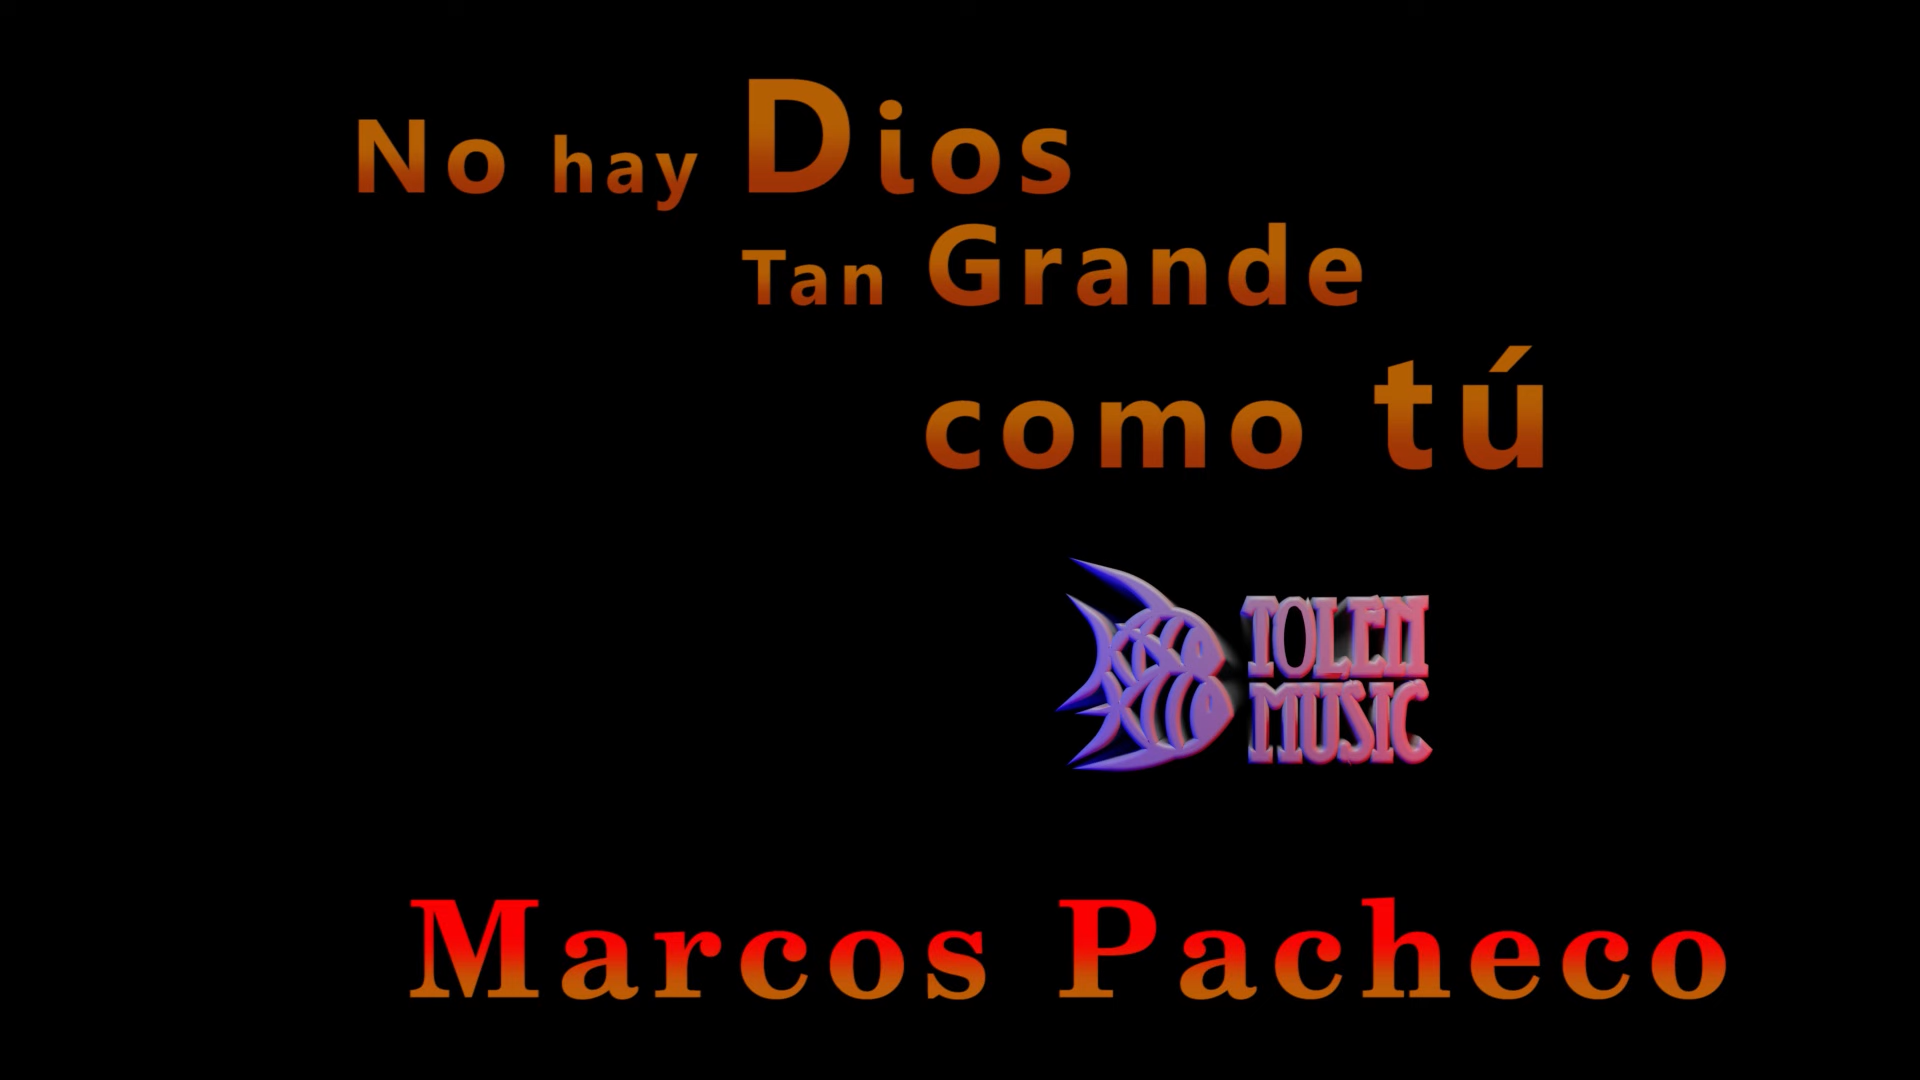 No hay Dios
Tan Grande
como tú
TOLEN
MUSIC
Marcos Pacheco